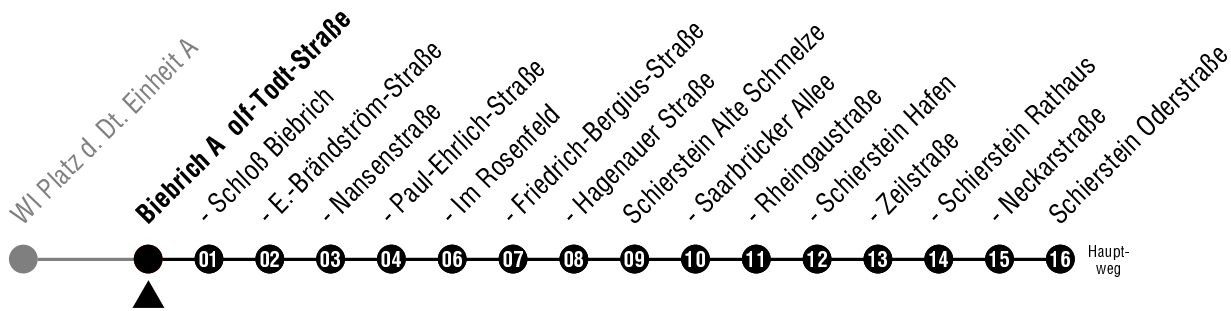 WI Platz d. Dt. Einheit A
Biebrich A olf-Todt-Straße
- Schloß Biebrich
- E.-Brändström-Straße
- Nansenstraße
- Paul-Ehrlich-Straße
- Im Rosenfeld
- Friedrich-Bergius-Straße
- Hagenauer Straße
Schierstein Alte Schmelze
- Saarbrücker Allee
- Rheingaustraße
- Schierstein Hafen
- Zeilstraße
- Schierstein Rathaus
- Neckarstraße
Schierstein Oderstraße
01 02 03 04 06 07 08 09 10 11 12 13 14 15 16
Haupt-
weg